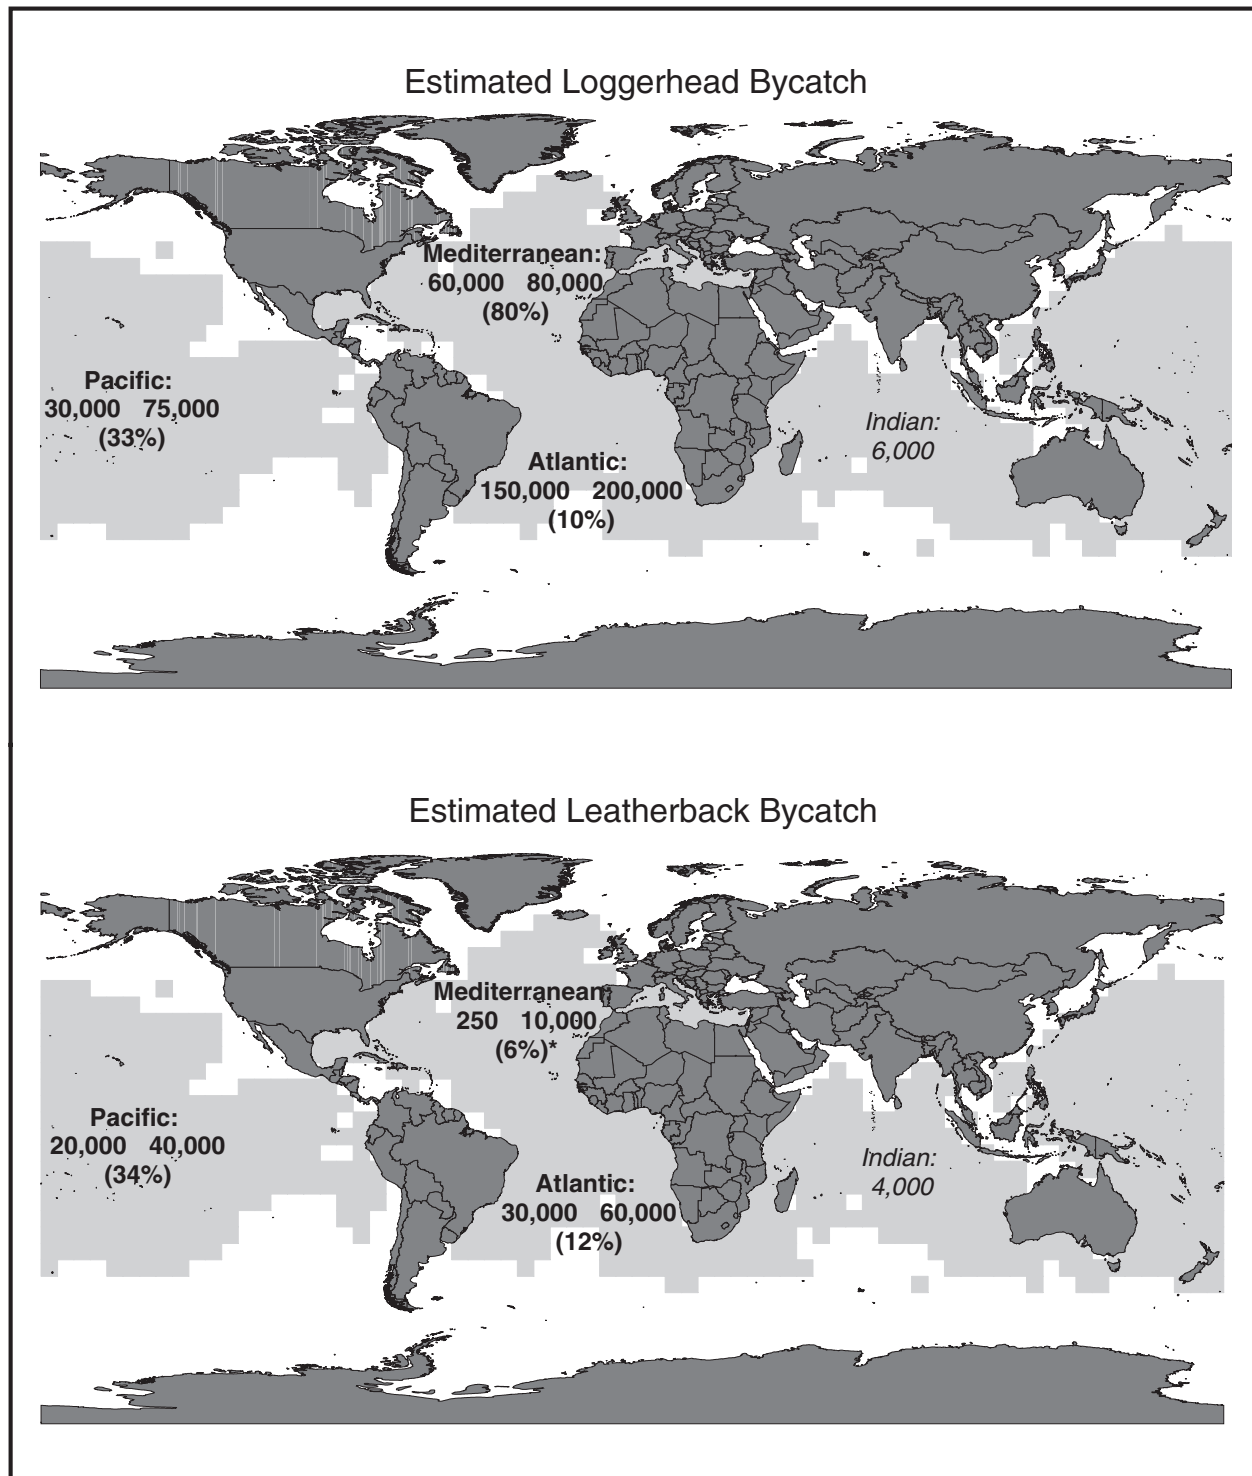 Estimated Loggerhead Bycatch
Mediterranean:
60,000 80,000
(80%)
Pacific:
30,000 75,000
(33%)
Indian:
6,000
Atlantic:
150,000 200,000
(10%)
Estimated Leatherback Bycatch
Mediterranean:
250 10,000
(6%)*
Pacific:
20,000 40,000
(34%)
Indian:
4,000
Atlantic:
30,000 60,000
(12%)